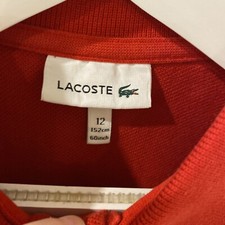 LACOSTE
12
152cm
60inch